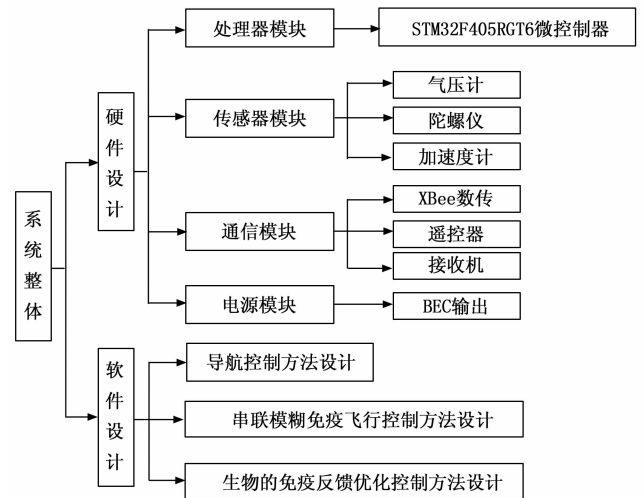 系统整体
硬件设计
处理器模块
STM32F405RGT6微控制器
传感器模块
气压计
陀螺仪
加速度计
通信模块
XBee数传
遥控器
接收机
电源模块
BEC输出
软件设计
导航控制方法设计
串联模糊免疫飞行控制方法设计
生物的免疫反馈优化控制方法设计